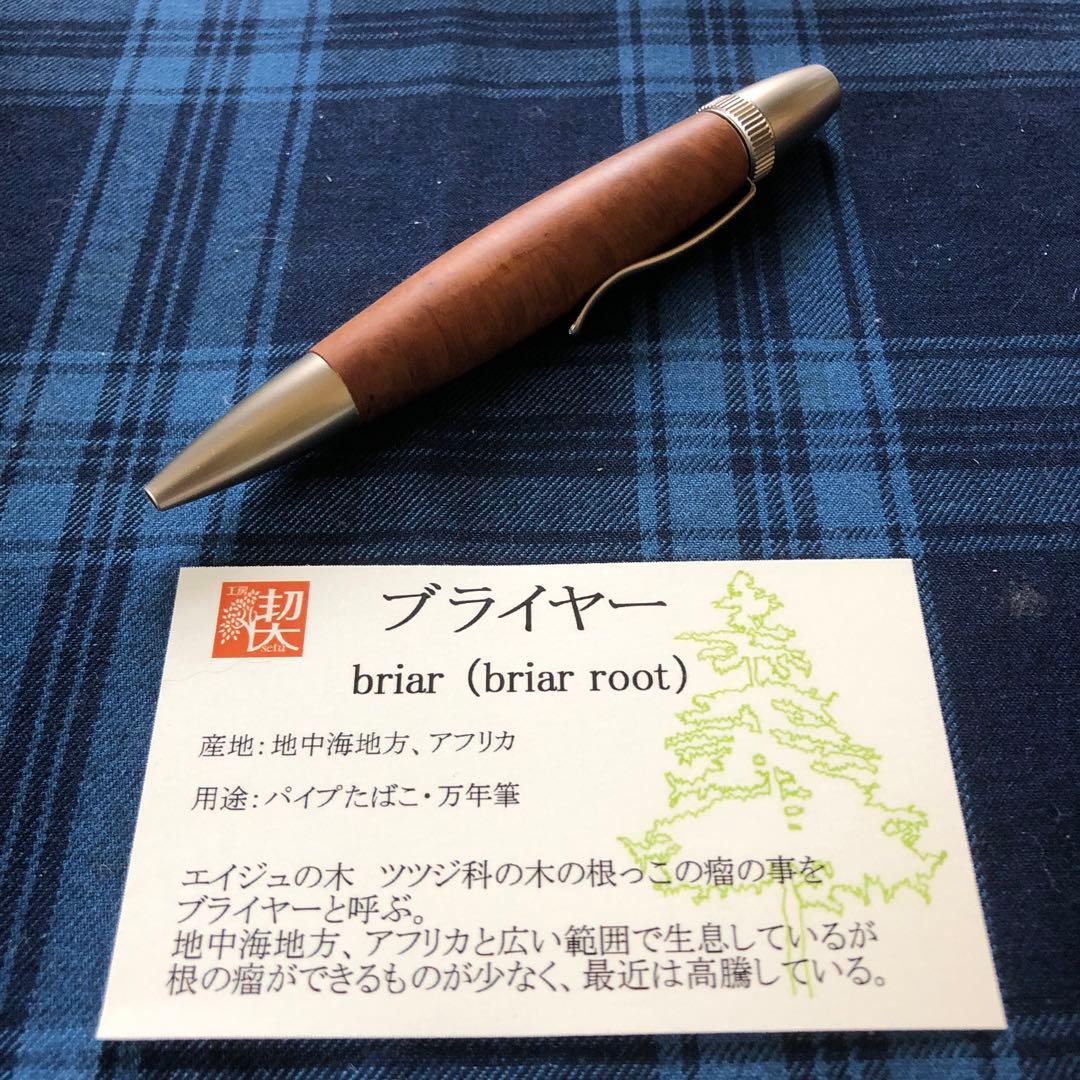 工房
楔
sefu
ブライヤー
briar (briar root)
産地：地中海地方、アフリカ
用途：パイプたばこ・万年筆
エイジュの木　ツツジ科の木の根っこの瘤の事を
ブライヤーと呼ぶ。
地中海地方、アフリカと広い範囲で生息しているが
根の瘤ができるものが少なく、最近は高騰している。